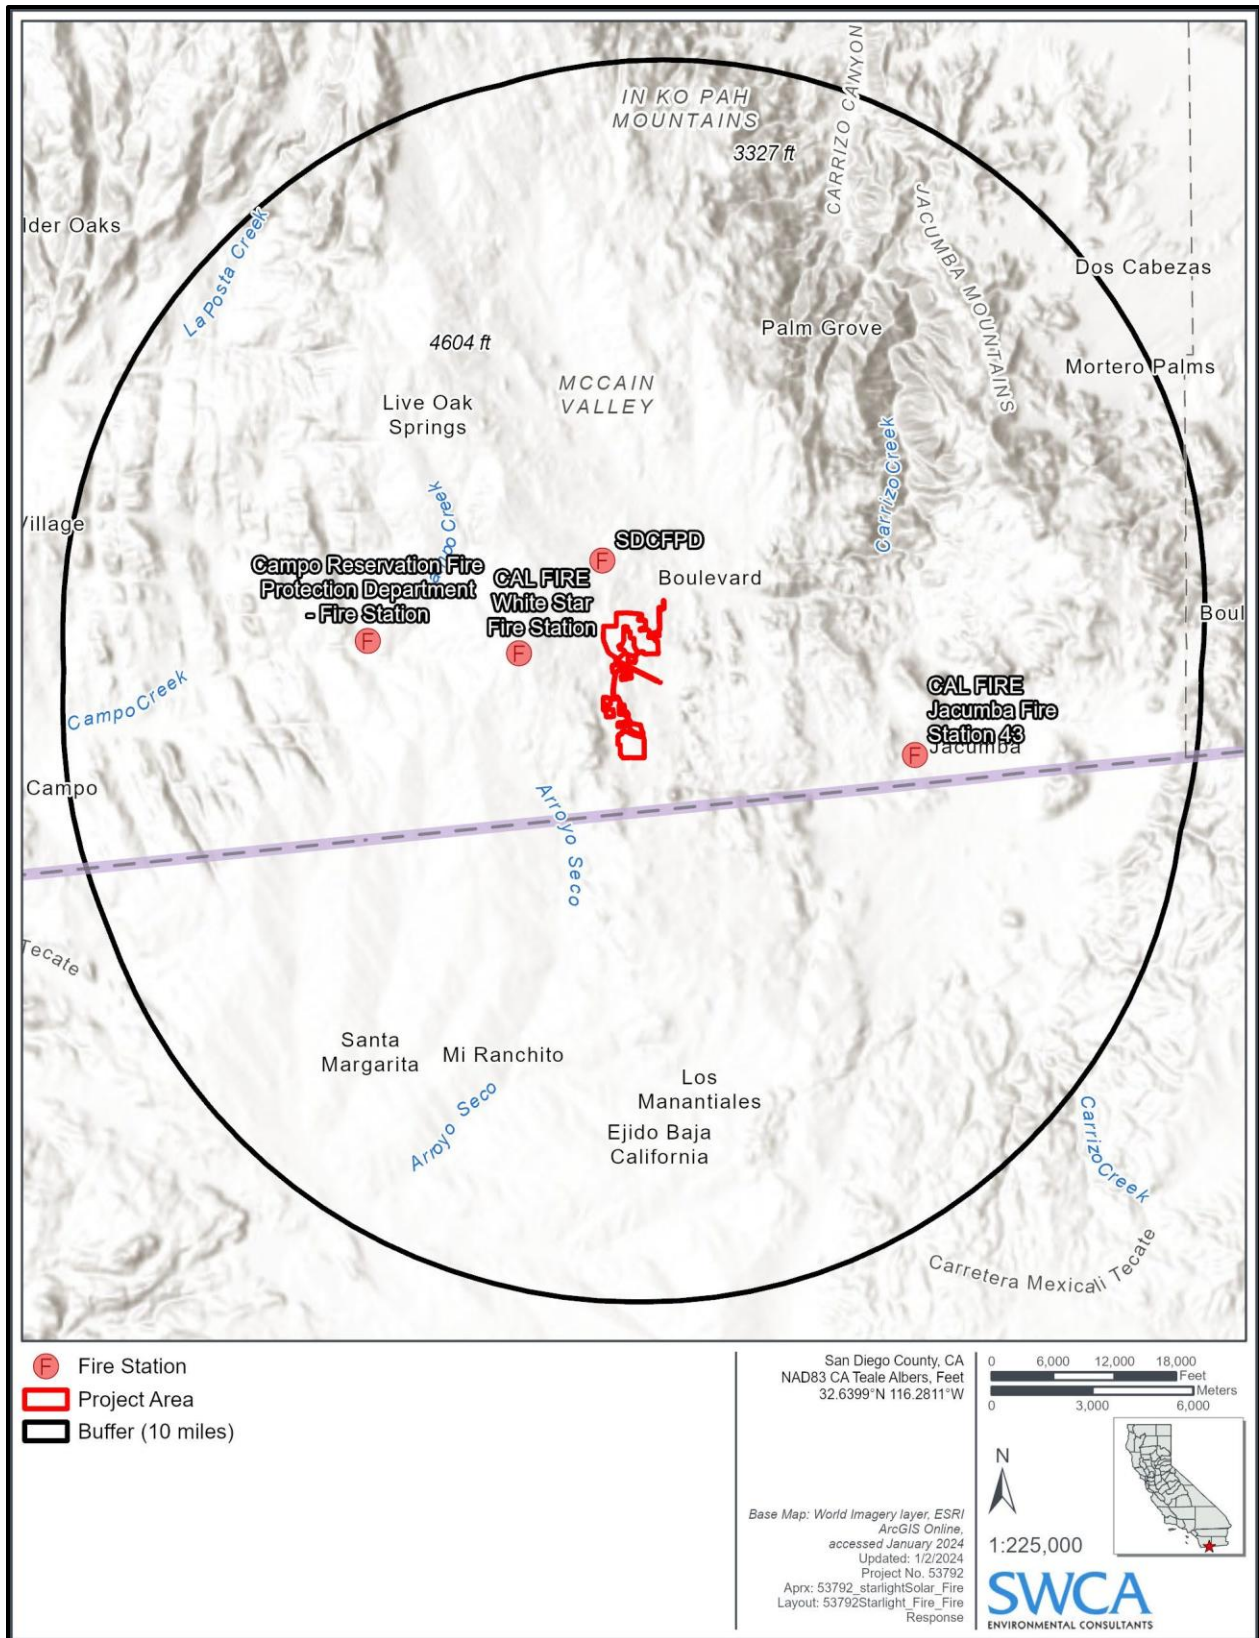 IN KO PAH
MOUNTAINS
3327 ft
CARRIZO CANYON
JACUMBA MOUNTAINS
lder Oaks
La Posta Creek
Dos Cabezas
Palm Grove
4604 ft
Mortero Palms
MCCAIN
VALLEY
Live Oak
Springs
Carrizo Creek
Village
SDCFPD
Boulevard
Campo Reservation Fire
Protection Department
- Fire Station
F
CAL FIRE
White Star
Fire Station
F
F
Boul
Campo Creek
CAL FIRE
Jacumba Fire
Station 43
F
Jacumba
Campo
Arroyo Seco
Tecate
Santa
Margarita
Mi Ranchito
Arroyo Seco
Los
Manantiales
Ejido Baja
California
Carrizo Creek
Carretera Mexicali Tecate
F Fire Station
Project Area
Buffer (10 miles)
San Diego County, CA
NAD83 CA Teale Albers, Feet
32.6399°N 116.2811°W
0 6,000 12,000 18,000
Feet
Meters
0 3,000 6,000
N
1:225,000
Base Map: World Imagery layer, ESRI
ArcGIS Online,
accessed January 2024
Updated: 1/2/2024
Project No. 53792
Aprx: 53792_starlightSolar_Fire
Layout: 53792Starlight_Fire_Fire
Response
SWCA
ENVIRONMENTAL CONSULTANTS